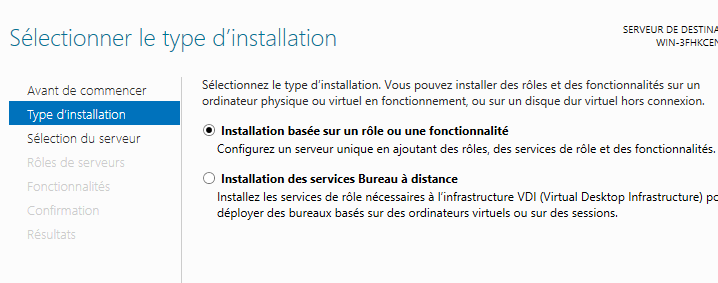 Sélectionner le type d'installation
SERVEUR DE DESTINA
WIN-3FHKCEN
Avant de commencer
Type d'installation
Sélection du serveur
Rôles de serveurs
Fonctionnalités
Confirmation
Résultats
Sélectionnez le type d'installation. Vous pouvez installer des rôles et des fonctionnalités sur un
ordinateur physique ou virtuel en fonctionnement, ou sur un disque dur virtuel hors connexion.
Installation basée sur un rôle ou une fonctionnalité
Configurez un serveur unique en ajoutant des rôles, des services de rôle et des fonctionnalités.
Installation des services Bureau à distance
Installez les services de rôle nécessaires à l'infrastructure VDI (Virtual Desktop Infrastructure) po
déployer des bureaux basés sur des ordinateurs virtuels ou sur des sessions.